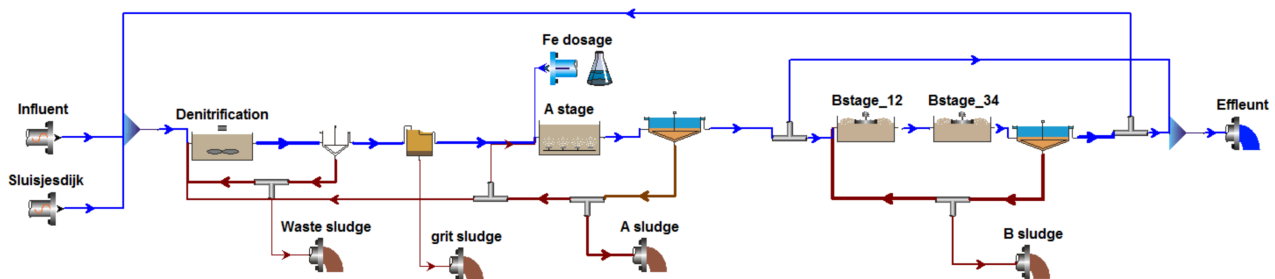 Fe dosage
Influent
Denitrification
A stage
Bstage_12
Bstage_34
Effleunt
Sluisjesdijk
Waste sludge
grit sludge
A sludge
B sludge